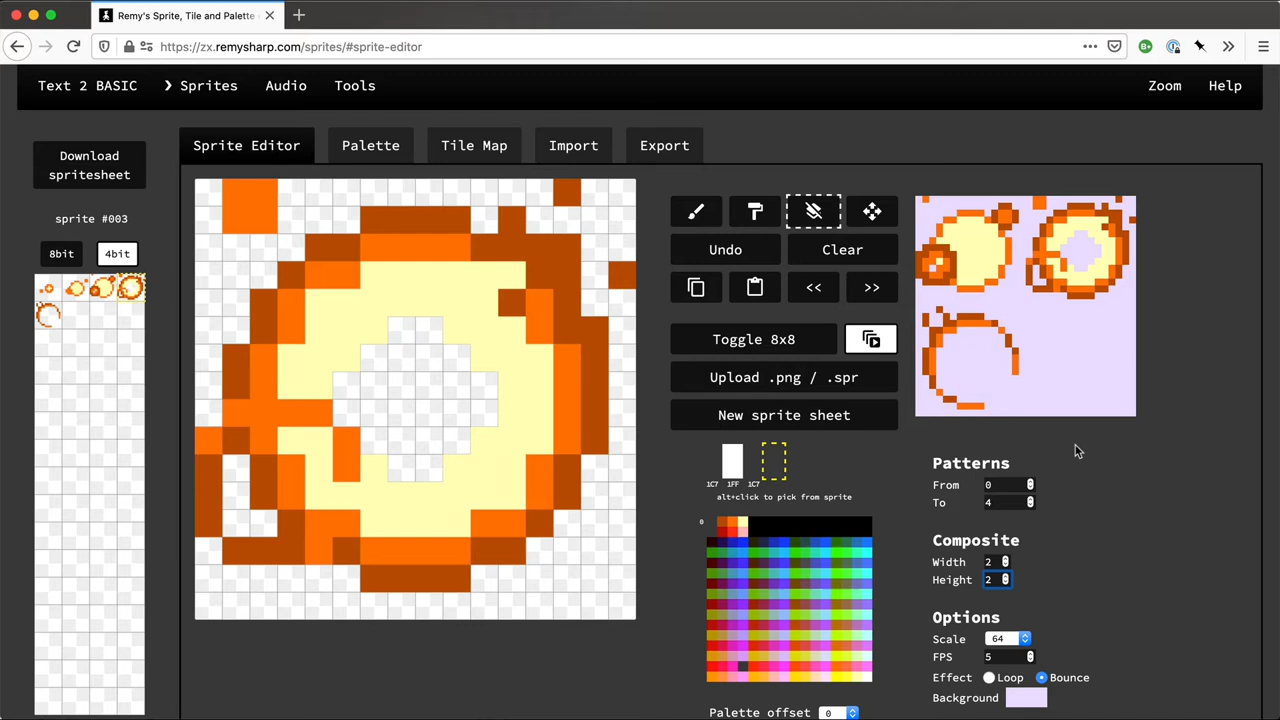 Remy's Sprite, Tile and Palette
https://zx.remysharp.com/sprites/#sprite-editor
Text 2 BASIC
Sprites
Audio
Tools
Zoom
Help
Download
spritesheet
sprite #003
8bit
4bit
Sprite Editor
Palette
Tile Map
Import
Export
Undo
Clear
<<
>>
Toggle 8x8
Upload .png / .spr
New sprite sheet
1C7
1FF
1C7
alt+click to pick from sprite
0
Palette offset
0
Patterns
From
0
To
4
Composite
Width
2
Height
2
Options
Scale
64
FPS
5
Effect
Loop
Bounce
Background